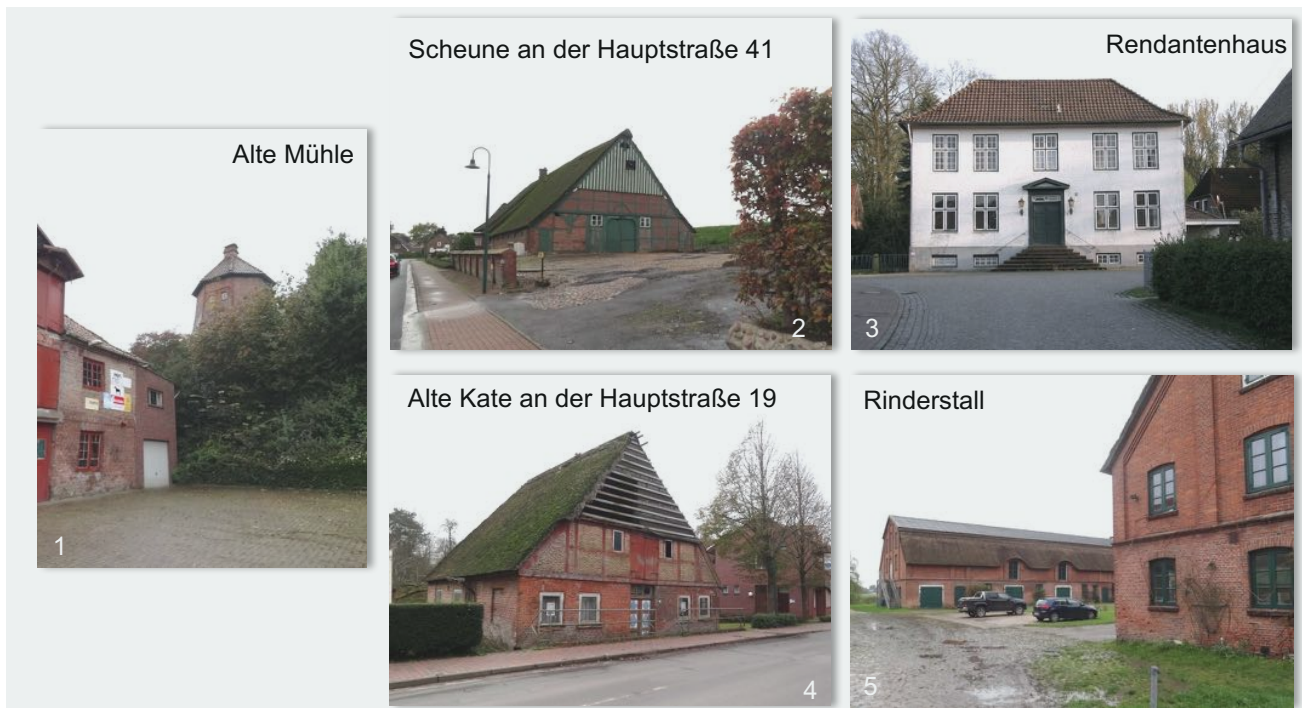 Alte Mühle
1
Scheune an der Hauptstraße 41
2
Rendantenhaus
3
Alte Kate an der Hauptstraße 19
4
Rinderstall
5